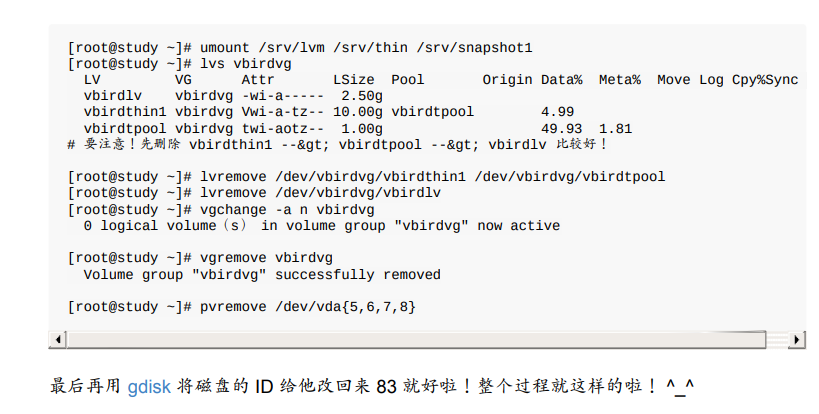 [root@study ~]# umount /srv/lvm /srv/thin /srv/snapshot1
[root@study ~]# lvs vbirdvg
  LV         VG      Attr       LSize  Pool       Origin Data%  Meta%  Move Log Cpy%Sync
  vbirdlv    vbirdvg -wi-a-----  2.50g
  vbirdthin1 vbirdvg Vwi-a-tz-- 10.00g vbirdtpool        4.99
  vbirdtpool vbirdvg twi-aotz--  1.00g                   49.93  1.81
# 要注意！先删除 vbirdthin1 --&gt; vbirdtpool --&gt; vbirdlv 比较好！
[root@study ~]# lvremove /dev/vbirdvg/vbirdthin1 /dev/vbirdvg/vbirdtpool
[root@study ~]# lvremove /dev/vbirdvg/vbirdlv
[root@study ~]# vgchange -a n vbirdvg
  0 logical volume（s） in volume group "vbirdvg" now active
[root@study ~]# vgremove vbirdvg
  Volume group "vbirdvg" successfully removed
[root@study ~]# pvremove /dev/vda{5,6,7,8}
最后再用 gdisk 将磁盘的 ID 给他改回来 83 就好啦！整个过程就这样的啦！ ^_^